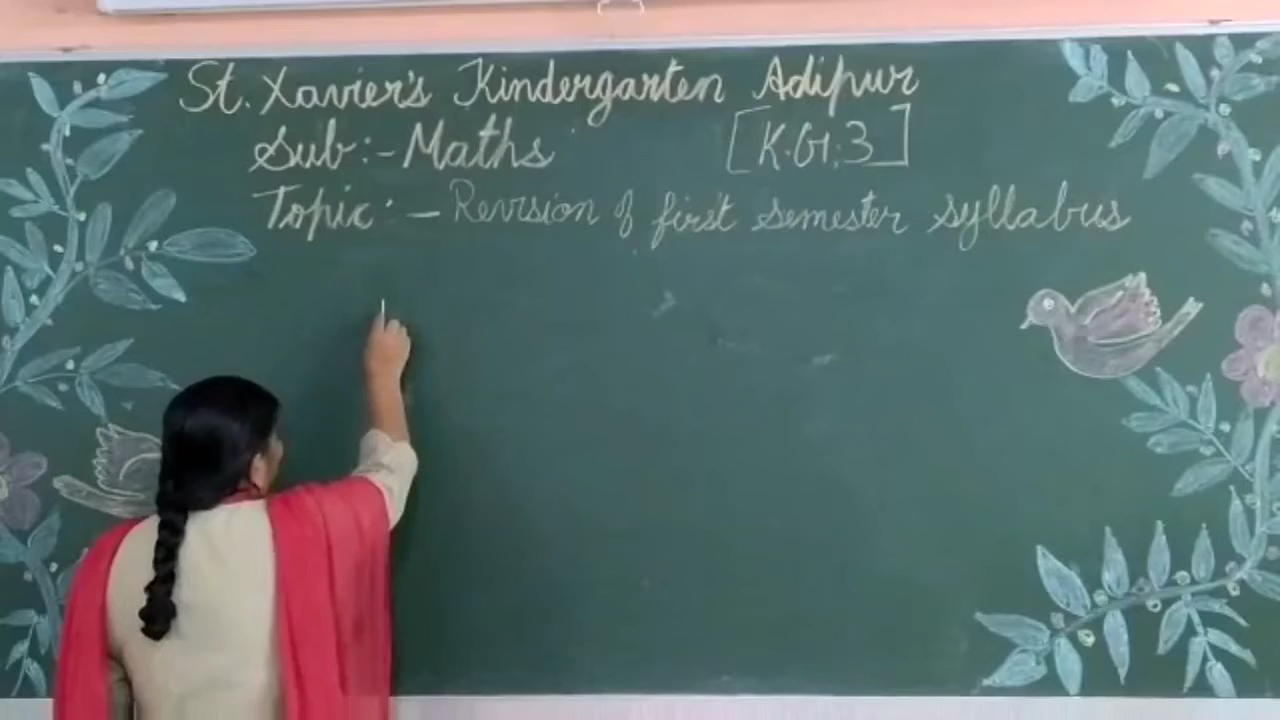 St. Xavier's Kindergarten Adipur
Sub:- Maths [K.G.3]
Topic:- Revision of first semester syllabus